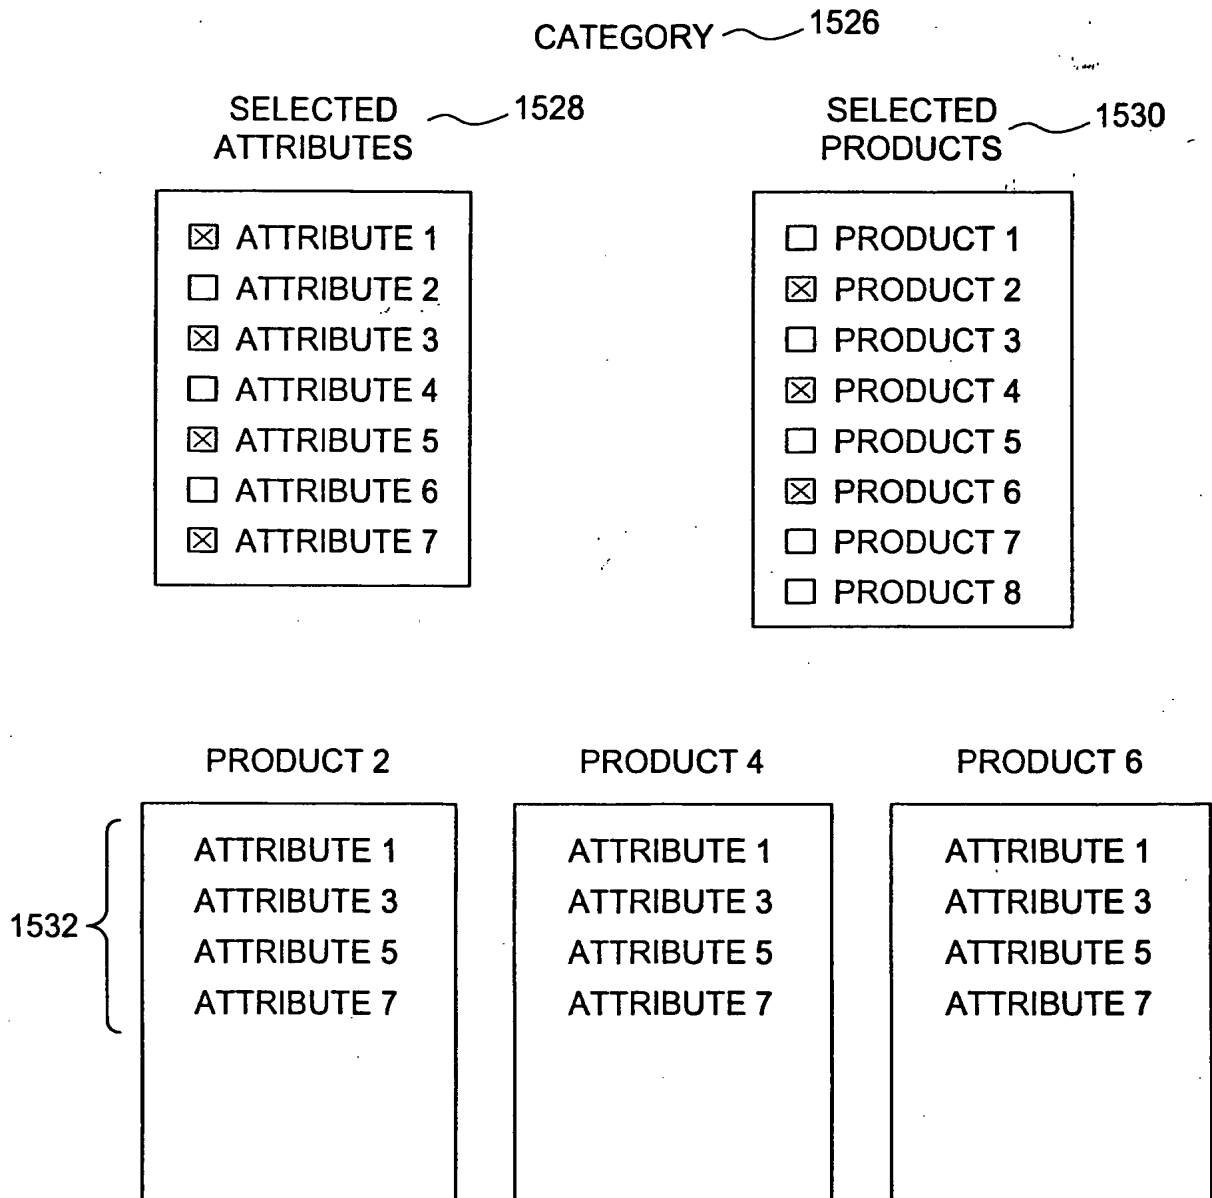 CATEGORY 1526
SELECTED ATTRIBUTES 1528
SELECTED PRODUCTS 1530
☒ ATTRIBUTE 1
☐ ATTRIBUTE 2
☒ ATTRIBUTE 3
☐ ATTRIBUTE 4
☒ ATTRIBUTE 5
☐ ATTRIBUTE 6
☒ ATTRIBUTE 7
☐ PRODUCT 1
☒ PRODUCT 2
☐ PRODUCT 3
☒ PRODUCT 4
☐ PRODUCT 5
☒ PRODUCT 6
☐ PRODUCT 7
☐ PRODUCT 8
PRODUCT 2
ATTRIBUTE 1
ATTRIBUTE 3
ATTRIBUTE 5
ATTRIBUTE 7
1532
PRODUCT 4
ATTRIBUTE 1
ATTRIBUTE 3
ATTRIBUTE 5
ATTRIBUTE 7
PRODUCT 6
ATTRIBUTE 1
ATTRIBUTE 3
ATTRIBUTE 5
ATTRIBUTE 7